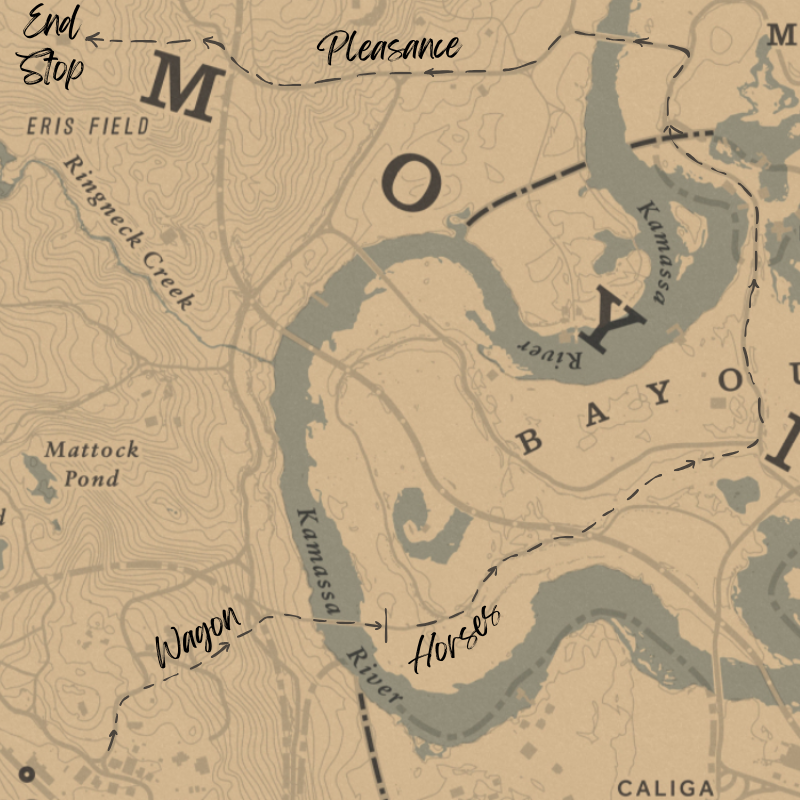 End
Stop
Pleasance
M
M
ERIS FIELD
O
Ringneck Creek
Kamassa
River
Y
BAYOU
Mattock
Pond
Kamassa
River
Wagon
Horses
CALIGA